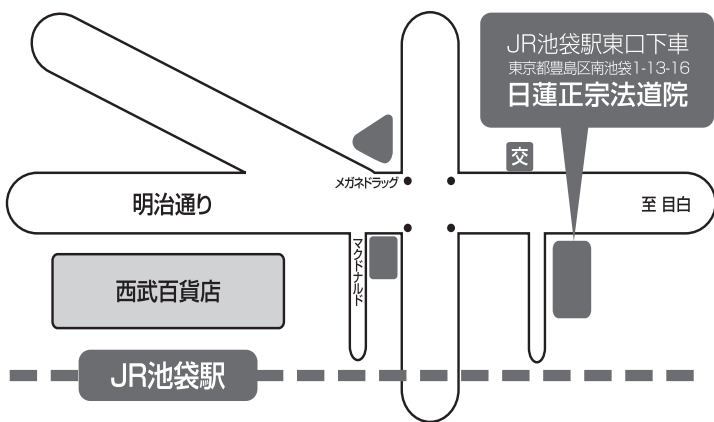 JR池袋駅東口下車
東京都豊島区南池袋1-13-16
日蓮正宗法道院
交
メガネドラッグ
明治通り
至 目白
マクドナルド
西武百貨店
JR池袋駅